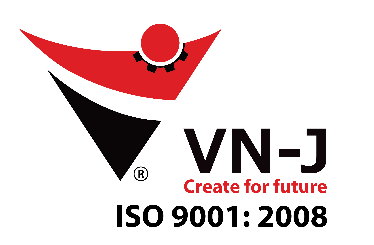 ®
VN-J
Create for future
ISO 9001: 2008